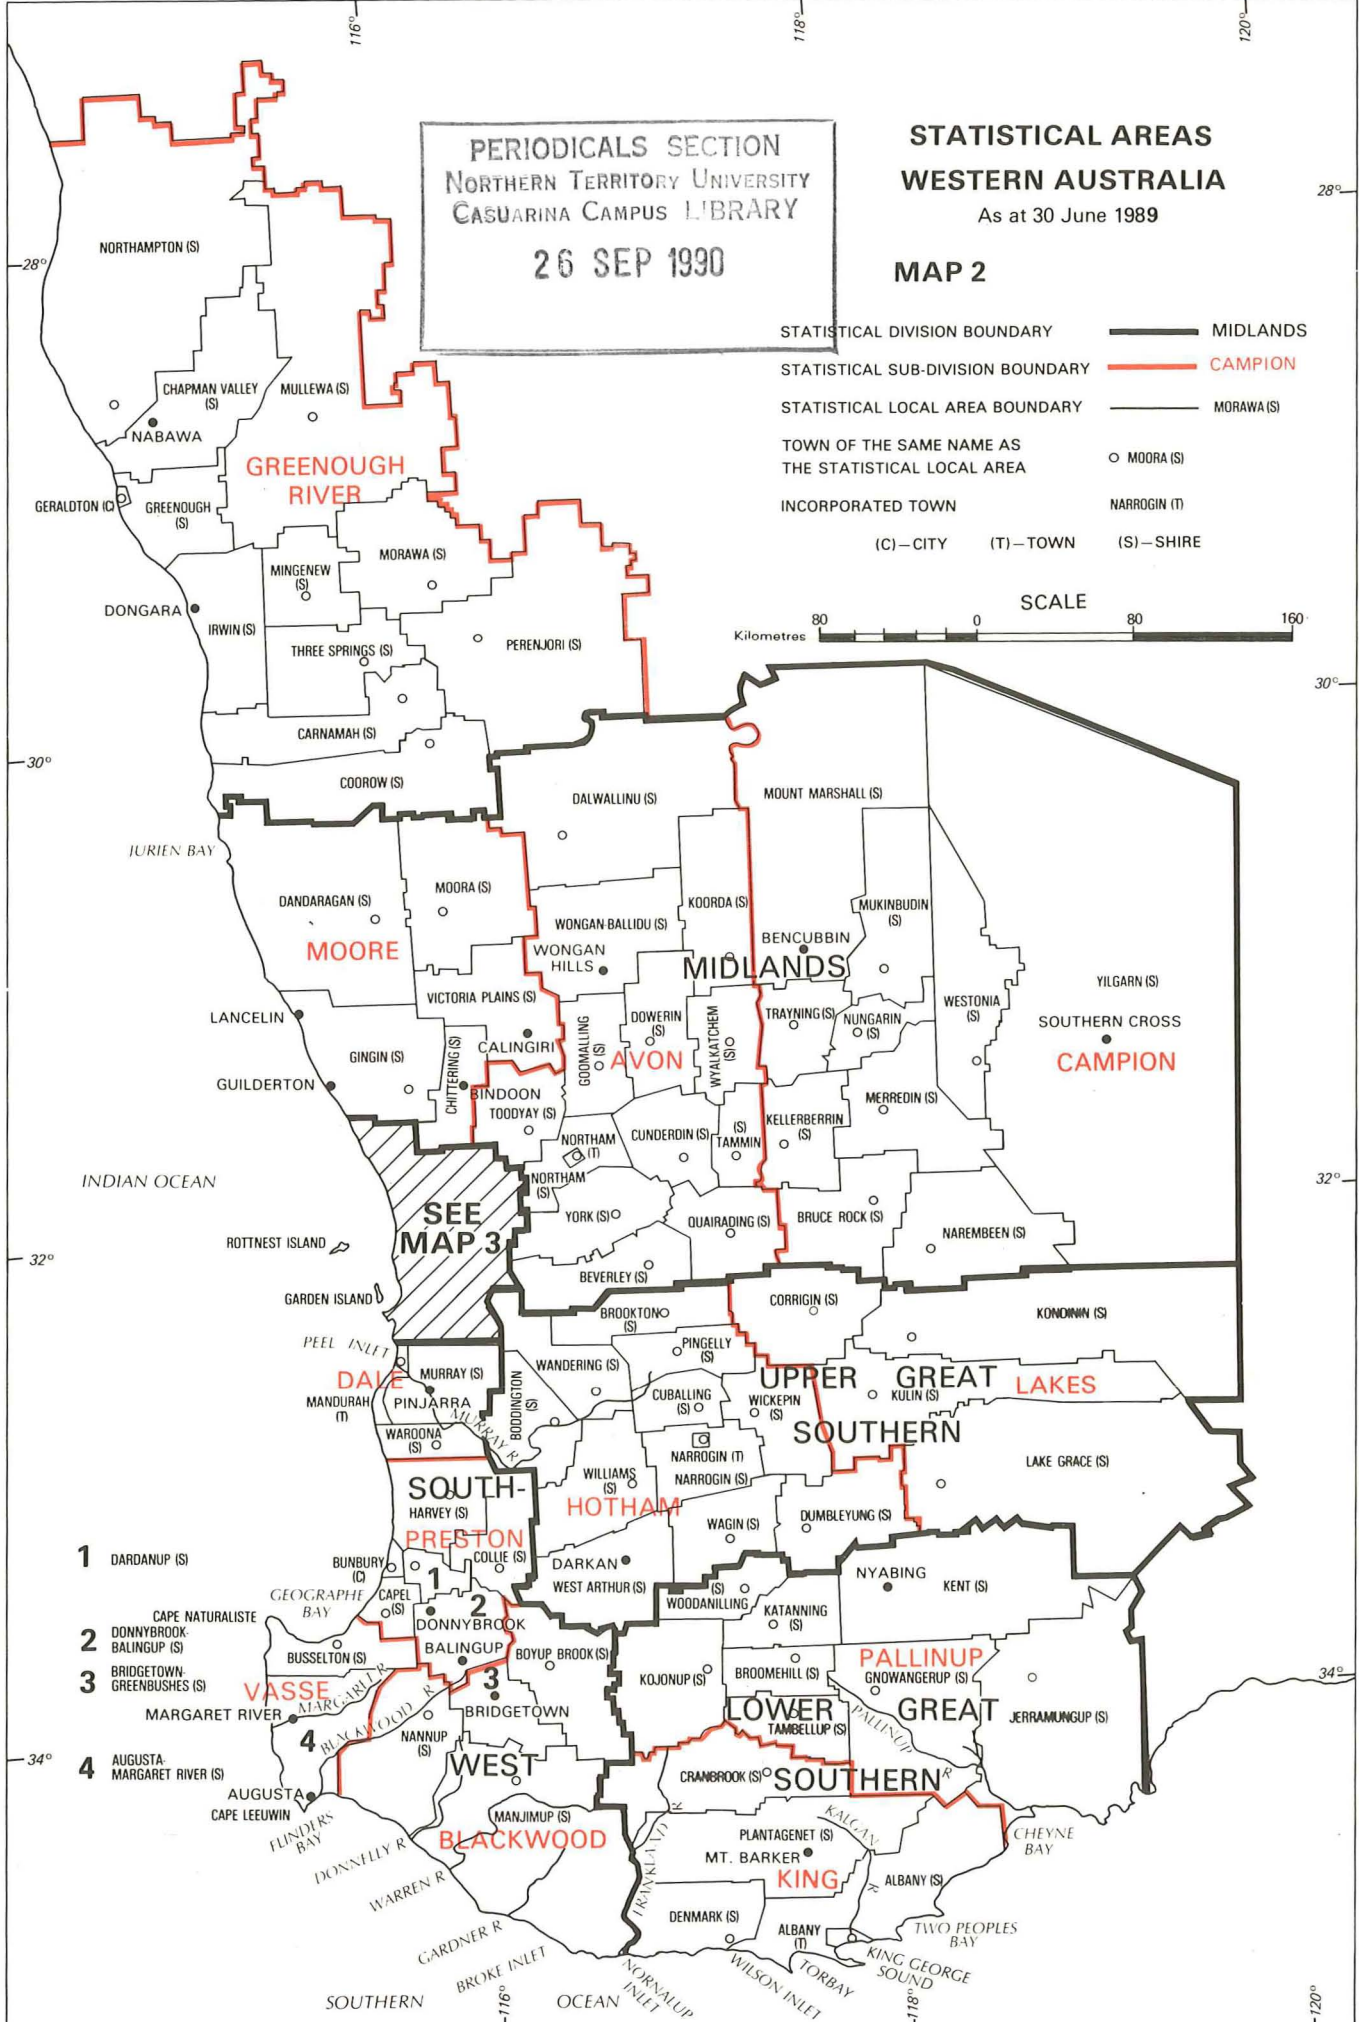 116°
118°
120°
PERIODICALS SECTION
NORTHERN TERRITORY UNIVERSITY
CASUARINA CAMPUS LIBRARY
26 SEP 1990
STATISTICAL AREAS
WESTERN AUSTRALIA
As at 30 June 1989
MAP 2
STATISTICAL DIVISION BOUNDARY MIDLANDS
STATISTICAL SUB-DIVISION BOUNDARY CAMPION
STATISTICAL LOCAL AREA BOUNDARY MORAWA (S)
TOWN OF THE SAME NAME AS
THE STATISTICAL LOCAL AREA MOORA (S)
INCORPORATED TOWN NARROGIN (T)
(C)—CITY (T)—TOWN (S)—SHIRE
SCALE
Kilometres 80 0 80 160
28°
28°
30°
30°
32°
32°
34°
34°
NORTHAMPTON (S)
CHAPMAN VALLEY
(S)
MULLEWA (S)
NABAWA
GREENOUGH
RIVER
GERALDTON (C)
GREENOUGH
(S)
MORAWA (S)
MINGENEW
(S)
DONGARA
IRWIN (S)
THREE SPRINGS (S)
PERENJORI (S)
CARNAMAH (S)
COOROW (S)
DALWALLINU (S)
MOUNT MARSHALL (S)
JURIEN BAY
DANDARAGAN (S)
MOORA (S)
MOORE
WONGAN-BALLIDU (S)
WONGAN
HILLS
KOORDA (S)
MUKINBUDIN
(S)
BENCUBBIN
MIDLANDS
YILGARN (S)
WESTONIA
(S)
SOUTHERN CROSS
CAMPION
VICTORIA PLAINS (S)
LANCELIN
CALINGIRI
GINGIN (S)
CHITTERING (S)
GUILDERTON
BINDOON
TOODYAY (S)
GOOMALLING
(S)
DOWERIN
(S)
AVON
WYALKATCHEM
(S)
TRAYNING (S)
NUNGARIN
(S)
MERREDIN (S)
KELLERBERRIN
(S)
NORTHAM
(T)
CUNDERDIN (S)
(S)
TAMMIN
INDIAN OCEAN
SEE
MAP 3
NORTHAM
(S)
YORK (S)
QUAIRADING (S)
BRUCE ROCK (S)
NAREMBEEN (S)
ROTTNEST ISLAND
BEVERLEY (S)
GARDEN ISLAND
BROOKTON
(S)
CORRIGIN (S)
KONDININ (S)
PEEL INLET
DALE
MURRAY (S)
MANDURAH
(T)
PINJARRA
MURRAY R
BODDINGTON
(S)
WANDERING (S)
PINGELLY
(S)
CUBALLING
(S)
WICKEPIN
(S)
UPPER GREAT
SOUTHERN
KULIN (S)
LAKES
WAROONA
(S)
NARROGIN (T)
NARROGIN (S)
LAKE GRACE (S)
SOUTH-
HARVEY (S)
PRESTON
WILLIAMS
(S)
HOTHAM
WAGIN (S)
DUMBLEYUNG (S)
1 DARDANUP (S)
BUNBURY
(C)
COLLIE (S)
1
DARKAN
WEST ARTHUR (S)
NYABING
KENT (S)
GEOGRAPHE
BAY
CAPEL
(S)
2
(S)
WOODANILLING
KATANNING
(S)
CAPE NATURALISTE
2 DONNYBROOK-
BALINGUP (S)
DONNYBROOK
BALINGUP
BUSSELTON (S)
BOYUP BROOK (S)
KOJONUP (S)
BROOMEHILL (S)
PALLINUP
GNOWANGERUP (S)
3 BRIDGETOWN-
GREENBUSHES (S)
VASSE
MARGARET R
3
BRIDGETOWN
MARGARET RIVER
BLACKWOOD R
NANNUP
(S)
LOWER GREAT
TAMBELLUP (S)
PALLINUP R
JERRAMUNGUP (S)
4
4 AUGUSTA-
MARGARET RIVER (S)
WEST
CRANBROOK (S)
SOUTHERN
AUGUSTA
CAPE LEEUWIN
FLINDERS
BAY
MANJIMUP (S)
BLACKWOOD
FRANKLAND R
PLANTAGENET (S)
MT. BARKER
KALGAN R
KING
CHEYNE
BAY
ALBANY (S)
DONNELLY R
WARREN R
GARDNER R
BROKE INLET
DENMARK (S)
ALBANY
(T)
TWO PEOPLES
BAY
KING GEORGE
SOUND
TORBAY
WILSON INLET
NORNALUP
INLET
SOUTHERN OCEAN
116°
118°
120°